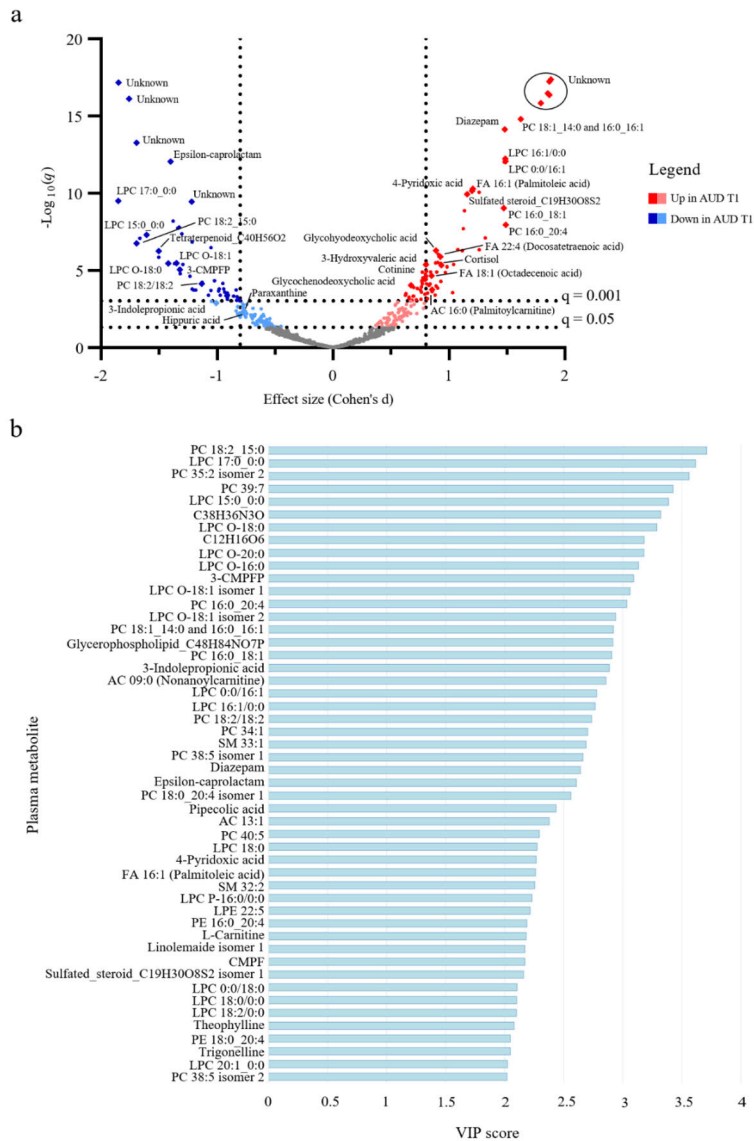 a
20
15
10
5
0
-2
-1
0
1
2
-Log10(q)
Effect size (Cohen's d)
Unknown
Unknown
Unknown
Epsilon-caprolactam
LPC 17:0_0:0
Unknown
LPC 15:0_0:0
PC 18:2_15:0
Tetraterpenoid_C40H56O2
LPC O-18:1
LPC O-18:0
3-CMPFP
PC 18:2/18:2
Paraxanthine
3-Indolepropionic acid
Hippuric acid
Unknown
Diazepam
PC 18:1_14:0 and 16:0_16:1
LPC 16:1/0:0
LPC 0:0/16:1
4-Pyridoxic acid
FA 16:1 (Palmitoleic acid)
Sulfated_steroid_C19H30O8S2
PC 16:0_18:1
PC 16:0_20:4
Glycohyodeoxycholic acid
FA 22:4 (Docosatetraenoic acid)
3-Hydroxyvaleric acid
Cortisol
Cotinine
FA 18:1 (Octadecenoic acid)
Glycochenodeoxycholic acid
AC 16:0 (Palmitoylcarnitine)
q = 0.001
q = 0.05
Legend
Up in AUD T1
Down in AUD T1
b
Plasma metabolite
PC 18:2_15:0
LPC 17:0_0:0
PC 35:2 isomer 2
PC 39:7
LPC 15:0_0:0
C38H36N3O
LPC O-18:0
C12H16O6
LPC O-20:0
LPC O-16:0
3-CMPFP
LPC O-18:1 isomer 1
PC 16:0_20:4
LPC O-18:1 isomer 2
PC 18:1_14:0 and 16:0_16:1
Glycerophospholipid_C48H84NO7P
PC 16:0_18:1
3-Indolepropionic acid
AC 09:0 (Nonanoylcarnitine)
LPC 0:0/16:1
LPC 16:1/0:0
PC 18:2/18:2
PC 34:1
SM 33:1
PC 38:5 isomer 1
Diazepam
Epsilon-caprolactam
PC 18:0_20:4 isomer 1
Pipecolic acid
AC 13:1
PC 40:5
LPC 18:0
4-Pyridoxic acid
FA 16:1 (Palmitoleic acid)
SM 32:2
LPC P-16:0/0:0
LPE 22:5
PE 16:0_20:4
L-Carnitine
Linolemaide isomer 1
CMPF
Sulfated_steroid_C19H30O8S2 isomer 1
LPC 0:0/18:0
LPC 18:0/0:0
LPC 18:2/0:0
Theophylline
PE 18:0_20:4
Trigonelline
LPC 20:1_0:0
PC 38:5 isomer 2
0
0.5
1
1.5
2
2.5
3
3.5
4
VIP score